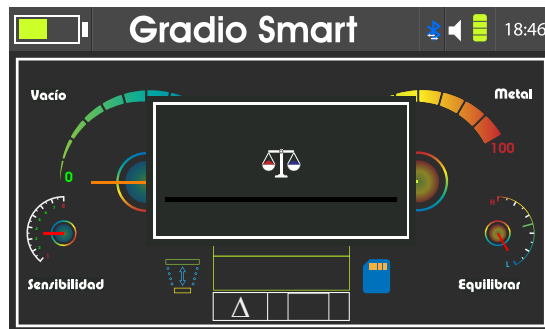 Gradio Smart
18:46
Vacío
Metal
0
100
H
L
Sensibilidad
Equilibrar
Δ